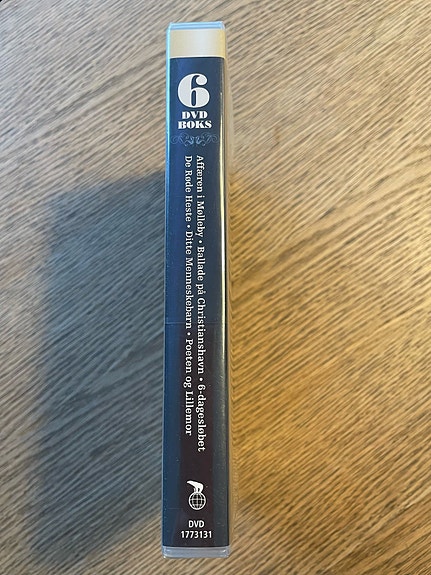 6
DVD
BOKS
Affæren i Mølleby • Ballade på Christianshavn • 6-dagesløbet
De Røde Heste • Ditte Menneskebarn • Poeten og Lillemor
DVD
1773131